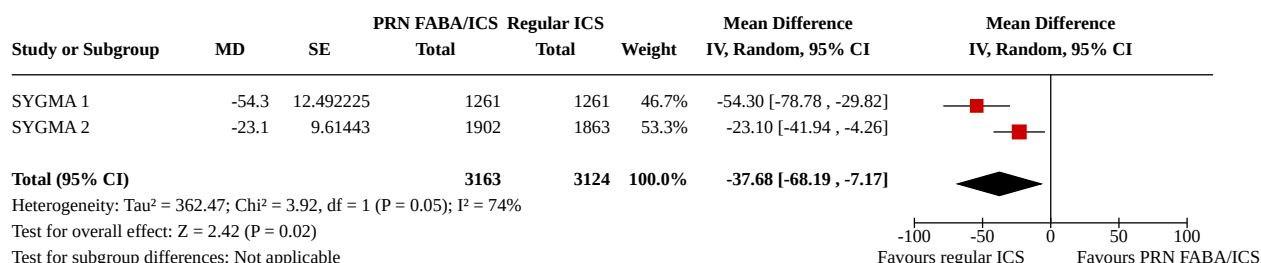 PRN FABA/ICS Regular ICS Mean Difference Mean Difference
Study or Subgroup MD SE Total Total Weight IV, Random, 95% CI IV, Random, 95% CI
SYGMA 1 -54.3 12.492225 1261 1261 46.7% -54.30 [-78.78 , -29.82]
SYGMA 2 -23.1 9.61443 1902 1863 53.3% -23.10 [-41.94 , -4.26]
Total (95% CI) 3163 3124 100.0% -37.68 [-68.19 , -7.17]
Heterogeneity: Tau² = 362.47; Chi² = 3.92, df = 1 (P = 0.05); I² = 74%
Test for overall effect: Z = 2.42 (P = 0.02)
-100 -50 0 50 100
Test for subgroup differences: Not applicable Favours regular ICS Favours PRN FABA/ICS